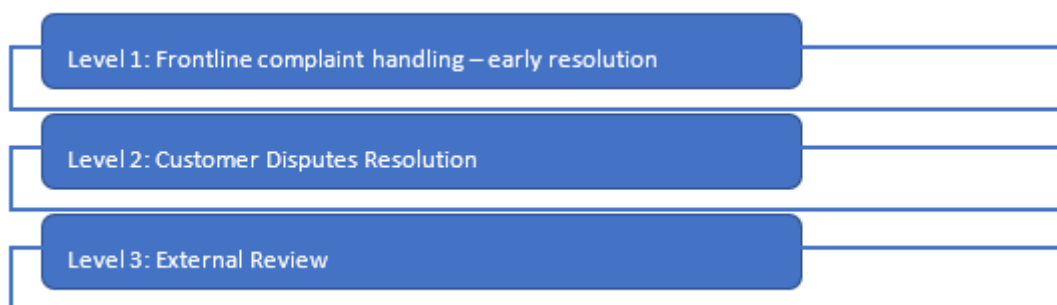 Level 1: Frontline complaint handling – early resolution
Level 2: Customer Disputes Resolution
Level 3: External Review